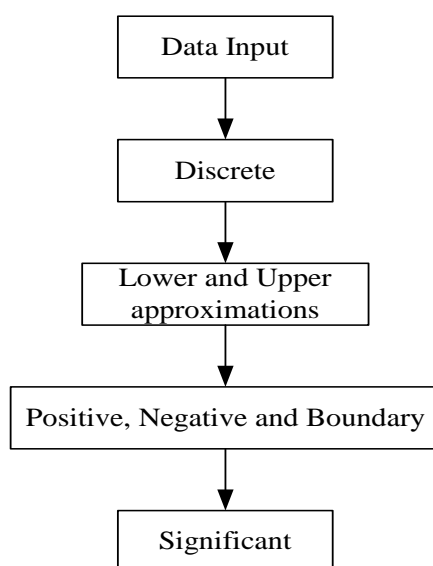 Data Input
Discrete
Lower and Upper
approximations
Positive, Negative and Boundary
Significant